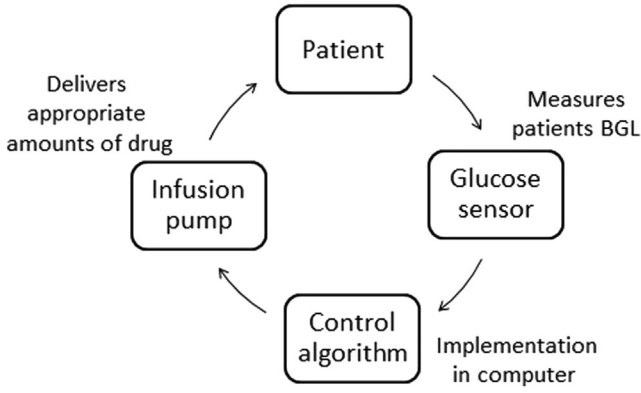 Patient
Measures
patients BGL
Glucose
sensor
Implementation
in computer
Control
algorithm
Infusion
pump
Delivers
appropriate
amounts of drug